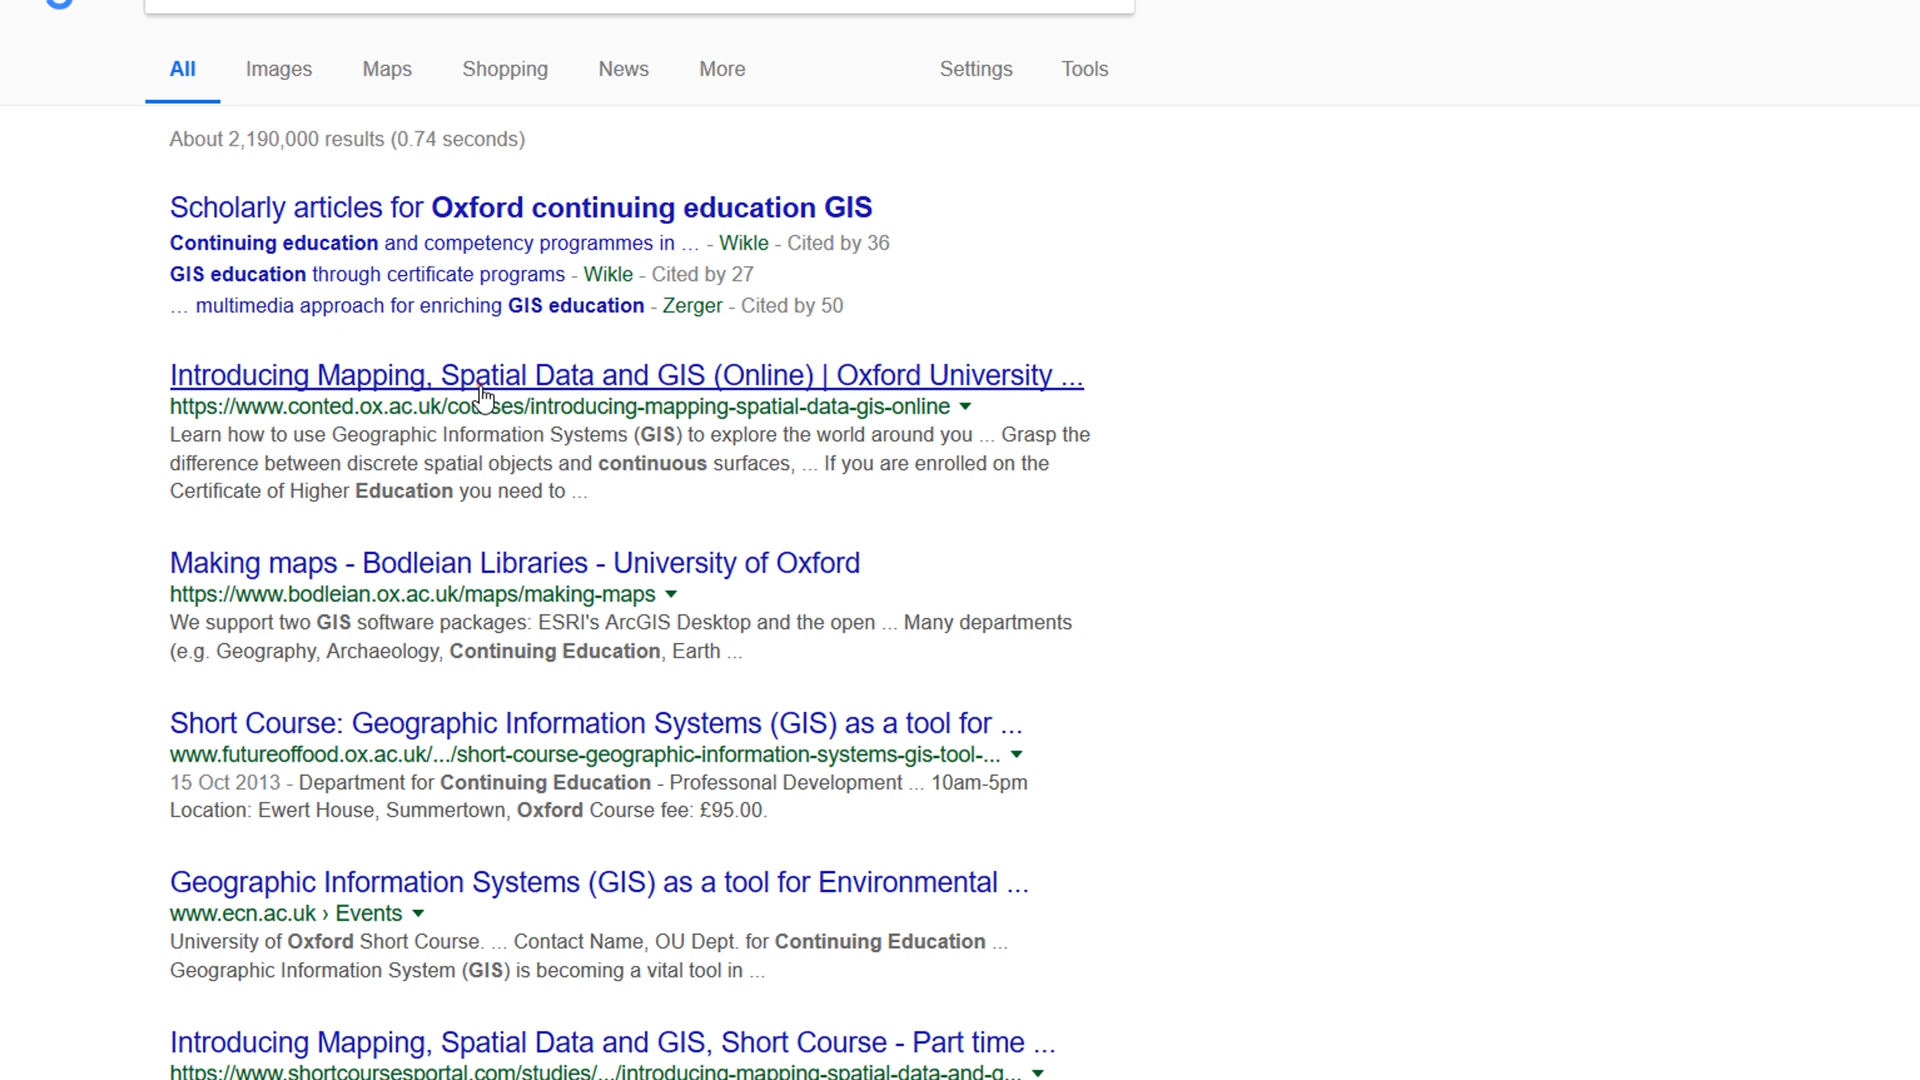 All Images Maps Shopping News More Settings Tools
About 2,190,000 results (0.74 seconds)
Scholarly articles for Oxford continuing education GIS
Continuing education and competency programmes in ... - Wikle - Cited by 36
GIS education through certificate programs - Wikle - Cited by 27
... multimedia approach for enriching GIS education - Zerger - Cited by 50
Introducing Mapping, Spatial Data and GIS (Online) | Oxford University ...
https://www.conted.ox.ac.uk/courses/introducing-mapping-spatial-data-gis-online
Learn how to use Geographic Information Systems (GIS) to explore the world around you ... Grasp the
difference between discrete spatial objects and continuous surfaces, ... If you are enrolled on the
Certificate of Higher Education you need to ...
Making maps - Bodleian Libraries - University of Oxford
https://www.bodleian.ox.ac.uk/maps/making-maps
We support two GIS software packages: ESRI's ArcGIS Desktop and the open ... Many departments
(e.g. Geography, Archaeology, Continuing Education, Earth ...
Short Course: Geographic Information Systems (GIS) as a tool for ...
www.futureoffood.ox.ac.uk/.../short-course-geographic-information-systems-gis-tool-...
15 Oct 2013 - Department for Continuing Education - Professonal Development ... 10am-5pm
Location: Ewert House, Summertown, Oxford Course fee: £95.00.
Geographic Information Systems (GIS) as a tool for Environmental ...
www.ecn.ac.uk › Events
University of Oxford Short Course. ... Contact Name, OU Dept. for Continuing Education ...
Geographic Information System (GIS) is becoming a vital tool in ...
Introducing Mapping, Spatial Data and GIS, Short Course - Part time ...
https://www.shortcoursesportal.com/studies/.../introducing-mapping-spatial-data-and-g...